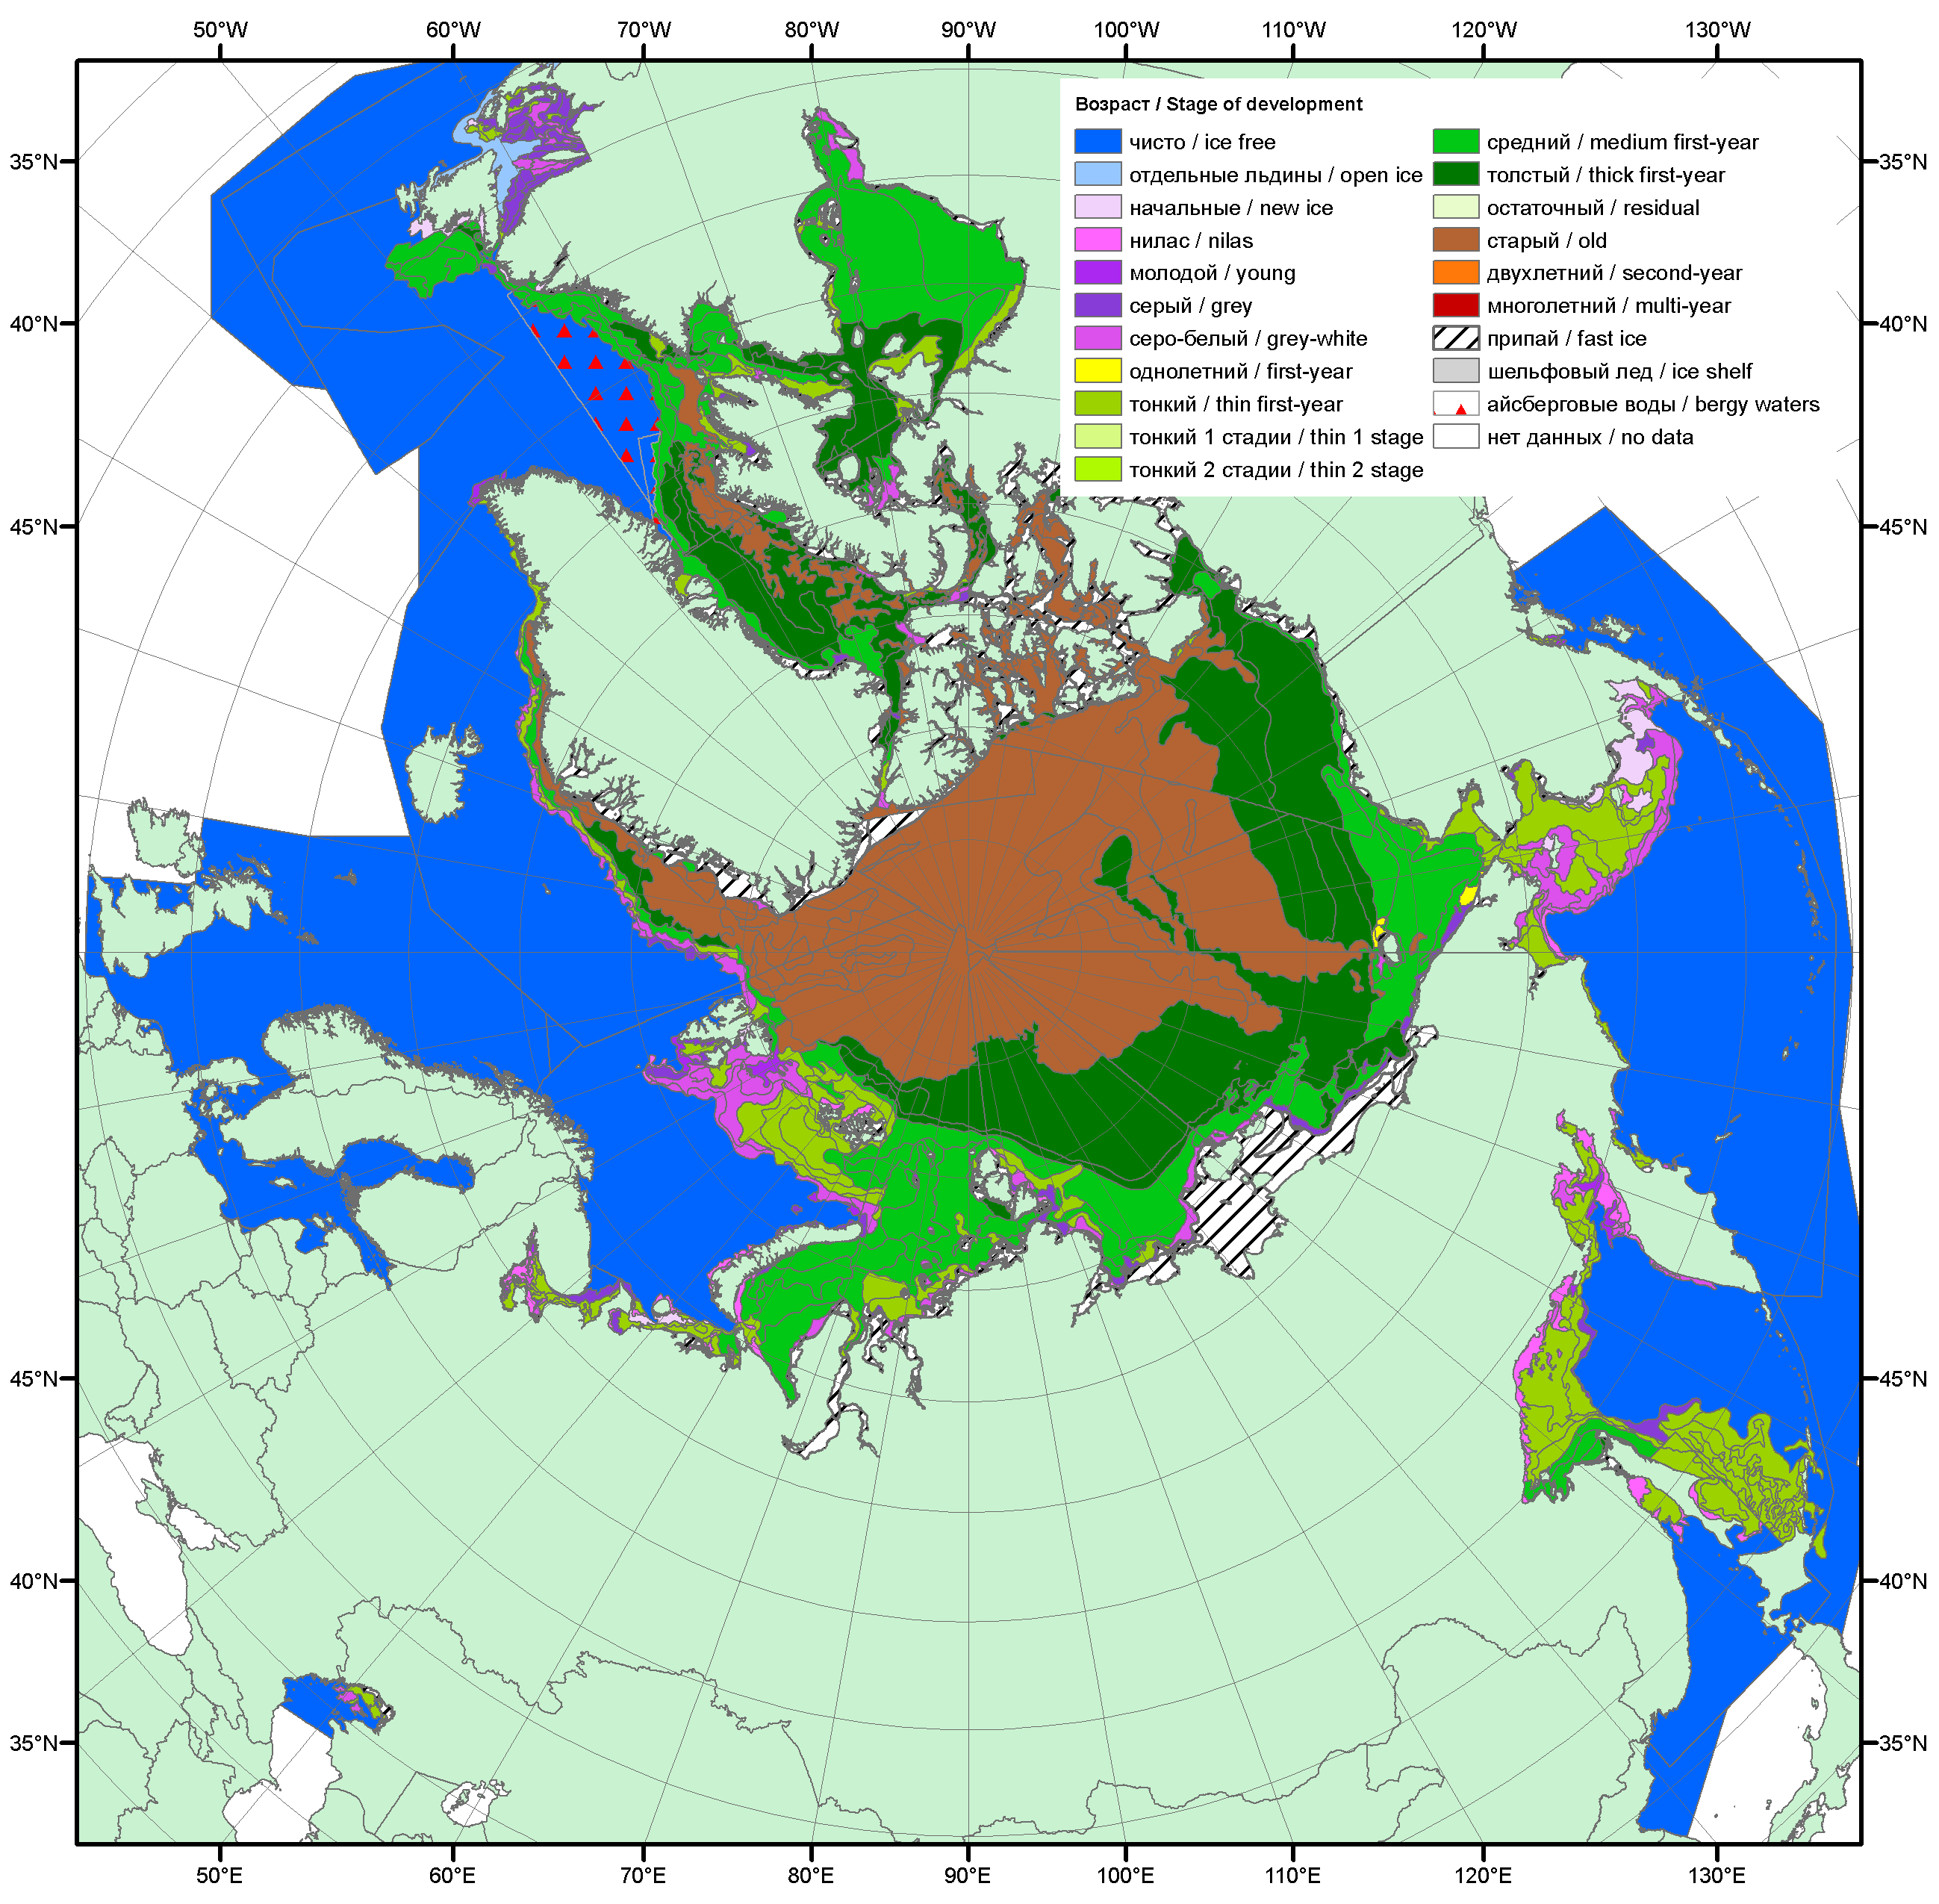 50°W 60°W 70°W 80°W 90°W 100°W 110°W 120°W 130°W
Возраст / Stage of development
чисто / ice free
отдельные льдины / open ice
начальные / new ice
нилас / nilas
молодой / young
серый / grey
серо-белый / grey-white
однолетний / first-year
тонкий / thin first-year
тонкий 1 стадии / thin 1 stage
тонкий 2 стадии / thin 2 stage
средний / medium first-year
толстый / thick first-year
остаточный / residual
старый / old
двухлетний / second-year
многолетний / multi-year
припай / fast ice
шельфовый лед / ice shelf
айсберговые воды / bergy waters
нет данных / no data
35°N 35°N
40°N 40°N
45°N 45°N
45°N 45°N
40°N 40°N
35°N 35°N
50°E 60°E 70°E 80°E 90°E 100°E 110°E 120°E 130°E